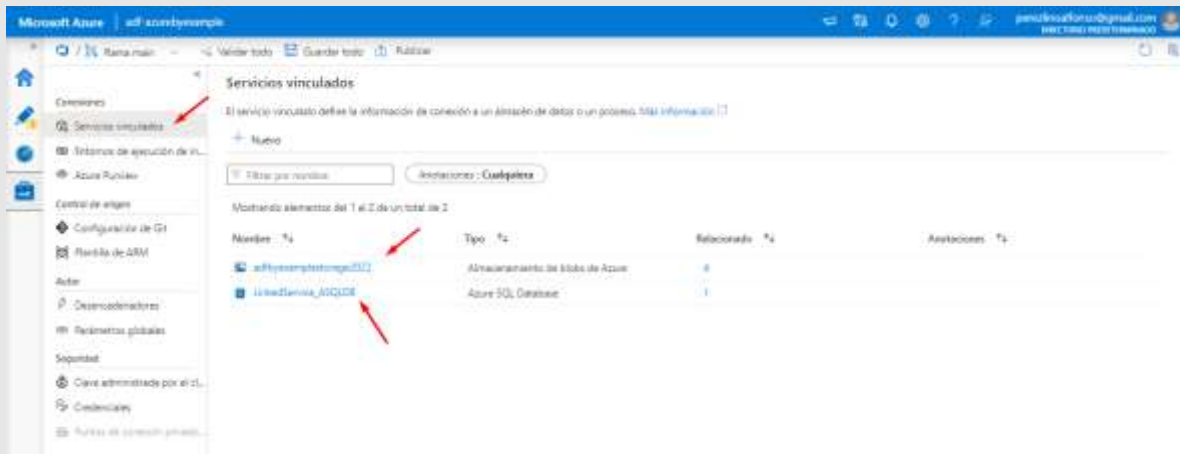 Microsoft Azure | adf-azurebyexample
Rama main
Validar todo
Guardar todo
Publicar
DIRECTORIO PREDETERMINADO
Conexiones
Servicios vinculados
Entornos de ejecución de in...
Azure Purview
Control de origen
Configuración de Git
Plantilla de ARM
Autor
Desencadenadores
Parámetros globales
Seguridad
Clave administrada por el cl...
Credenciales
Servicios vinculados
El servicio vinculado define la información de conexión a un almacén de datos o un proceso. Más información
Nuevo
Filtrar por nombre
Anotaciones : Cualquiera
Mostrando elementos del 1 al 2 de un total de 2
Nombre
Tipo
Relacionado
Anotaciones
Almacenamiento de blobs de Azure
4
LinkedService_ASQLDB
Azure SQL Database
1